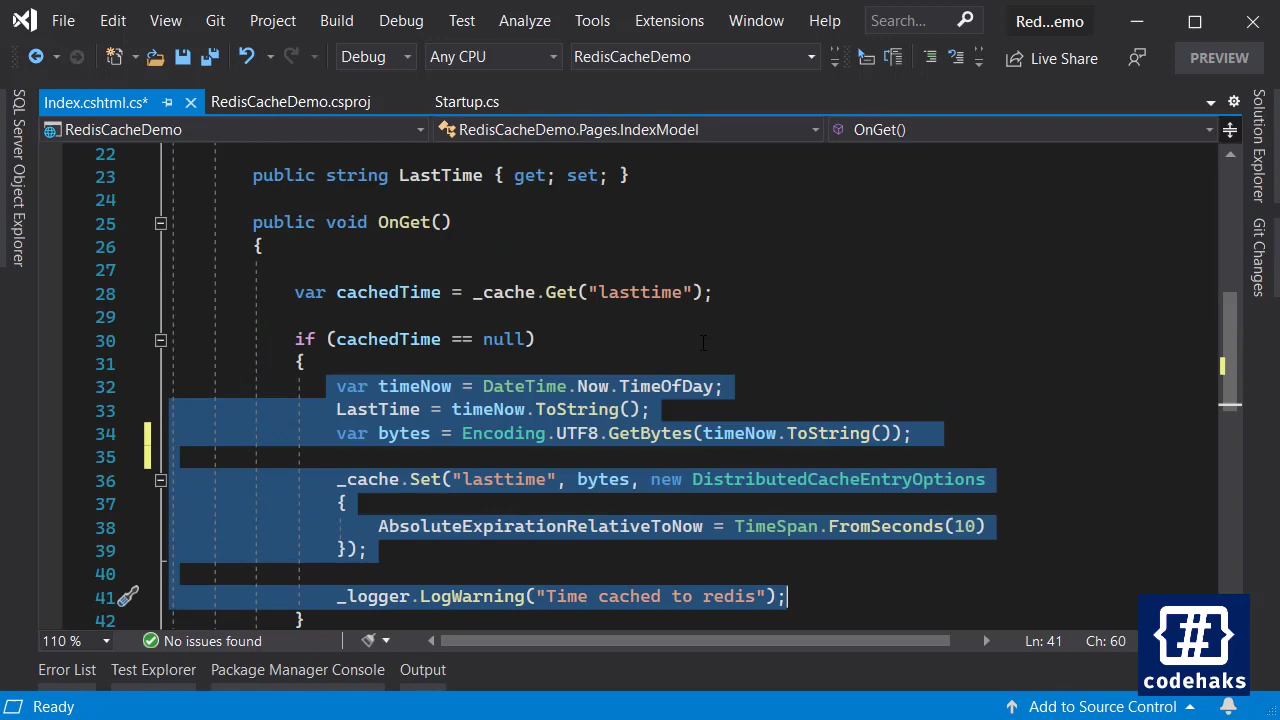 File Edit View Git Project Build Debug Test Analyze Tools Extensions Window Help Search... Red...emo
Debug Any CPU RedisCacheDemo Live Share PREVIEW
Index.cshtml.cs* RedisCacheDemo.csproj Startup.cs
RedisCacheDemo RedisCacheDemo.Pages.IndexModel OnGet()
SQL Server Object Explorer
Solution Explorer
Git Changes
22
23 public string LastTime { get; set; }
24
25 public void OnGet()
26 {
27
28 var cachedTime = _cache.Get("lasttime");
29
30 if (cachedTime == null)
31 {
32 var timeNow = DateTime.Now.TimeOfDay;
33 LastTime = timeNow.ToString();
34 var bytes = Encoding.UTF8.GetBytes(timeNow.ToString());
35
36 _cache.Set("lasttime", bytes, new DistributedCacheEntryOptions
37 {
38 AbsoluteExpirationRelativeToNow = TimeSpan.FromSeconds(10)
39 });
40
41 _logger.LogWarning("Time cached to redis");
42 }
110 % No issues found Ln: 41 Ch: 60
Error List Test Explorer Package Manager Console Output
Ready Add to Source Control
{#}
codehaks